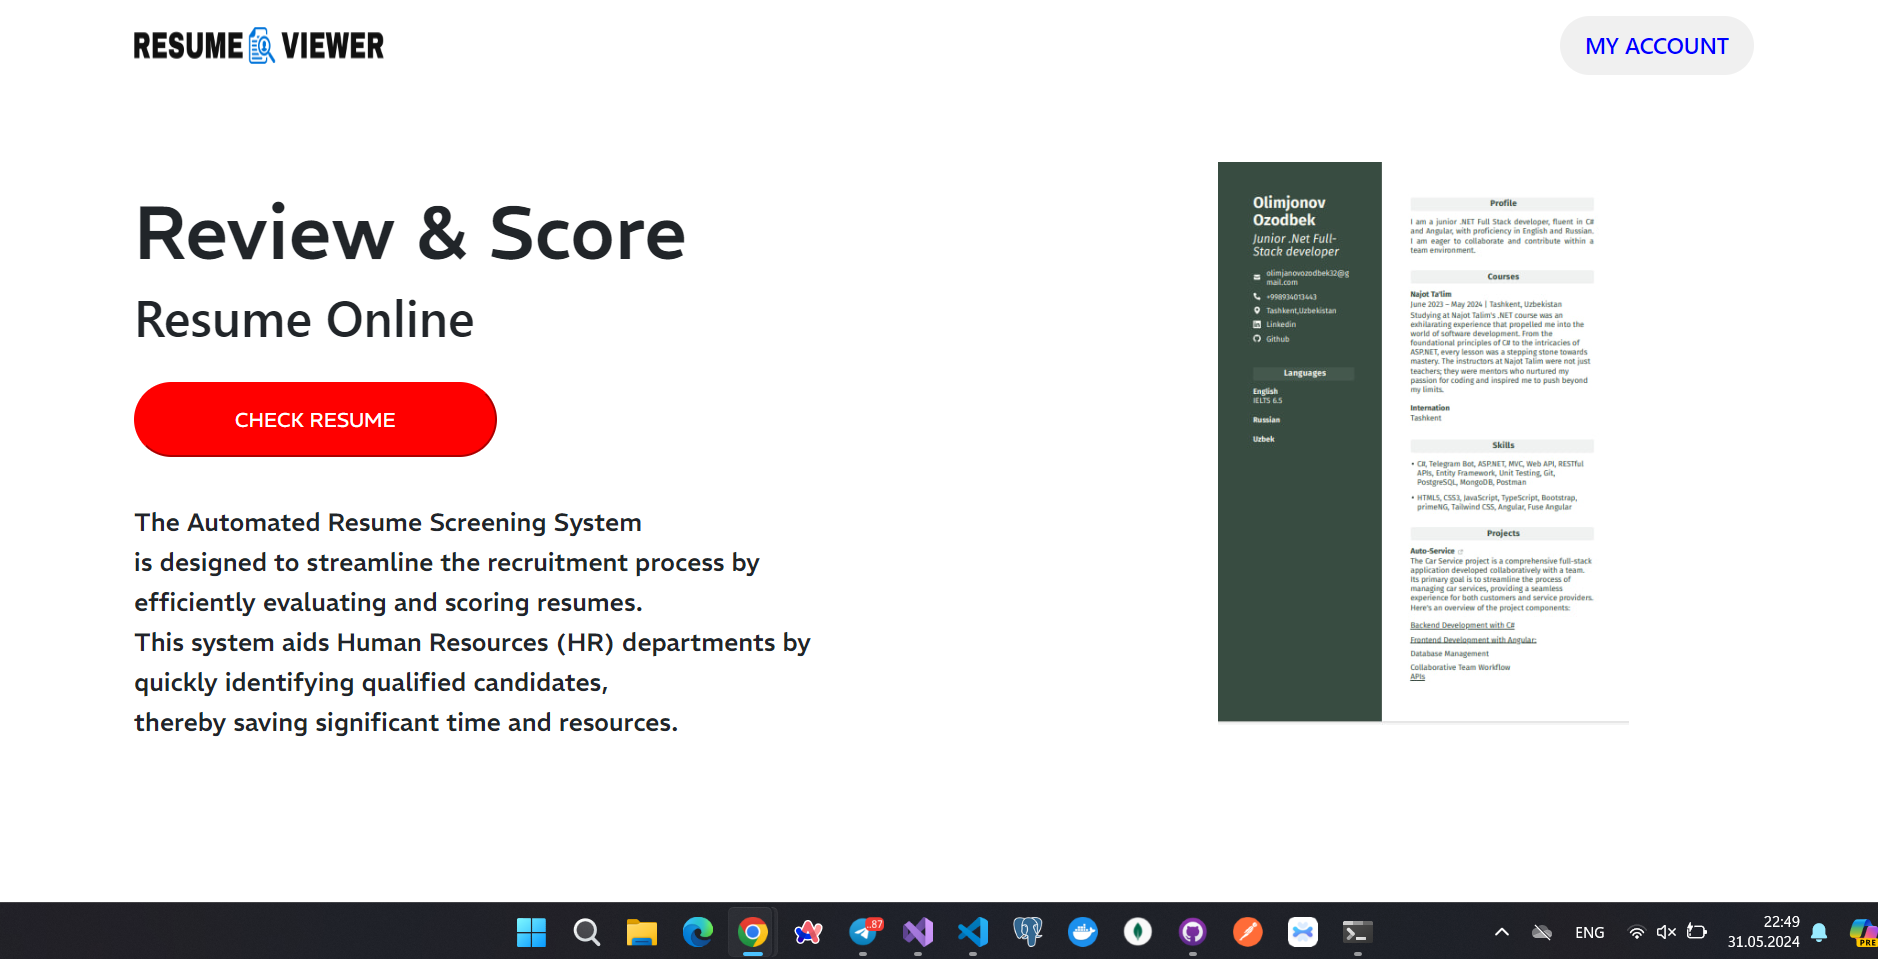 RESUME VIEWER
MY ACCOUNT
Review & Score
Resume Online
CHECK RESUME
The Automated Resume Screening System
is designed to streamline the recruitment process by
efficiently evaluating and scoring resumes.
This system aids Human Resources (HR) departments by
quickly identifying qualified candidates,
thereby saving significant time and resources.
Olimjonov
Ozodbek
Junior .Net Full-
Stack developer
olimjanovozodbek32@g
mail.com
+998934013443
Tashkent,Uzbekistan
Linkedin
Github
Languages
English
IELTS 6.5
Russian
Uzbek
Profile
I am a junior .NET Full Stack developer, fluent in C#
and Angular, with proficiency in English and Russian.
I am eager to collaborate and contribute within a
team environment.
Courses
Najot Ta'lim
June 2023 – May 2024 | Tashkent, Uzbekistan
Studying at Najot Talim's .NET course was an
exhilarating experience that propelled me into the
world of software development. From the
foundational principles of C# to the intricacies of
ASP.NET, every lesson was a stepping stone towards
mastery. The instructors at Najot Talim were not just
teachers; they were mentors who nurtured my
passion for coding and inspired me to push beyond
my limits.
Internation
Tashkent
Skills
• C#, Telegram Bot, ASP.NET, MVC, Web API, RESTful
APIs, Entity Framework, Unit Testing, Git,
PostgreSQL, MongoDB, Postman
• HTML5, CSS3, JavaScript, TypeScript, Bootstrap,
primeNG, Tailwind CSS, Angular, Fuse Angular
Projects
Auto-Service
The Car Service project is a comprehensive full-stack
application developed collaboratively with a team.
Its primary goal is to streamline the process of
managing car services, providing a seamless
experience for both customers and service providers.
Here's an overview of the project components:
Backend Development with C#
Frontend Development with Angular:
Database Management
Collaborative Team Workflow
APIs
87
ENG
22:49
31.05.2024
PRE